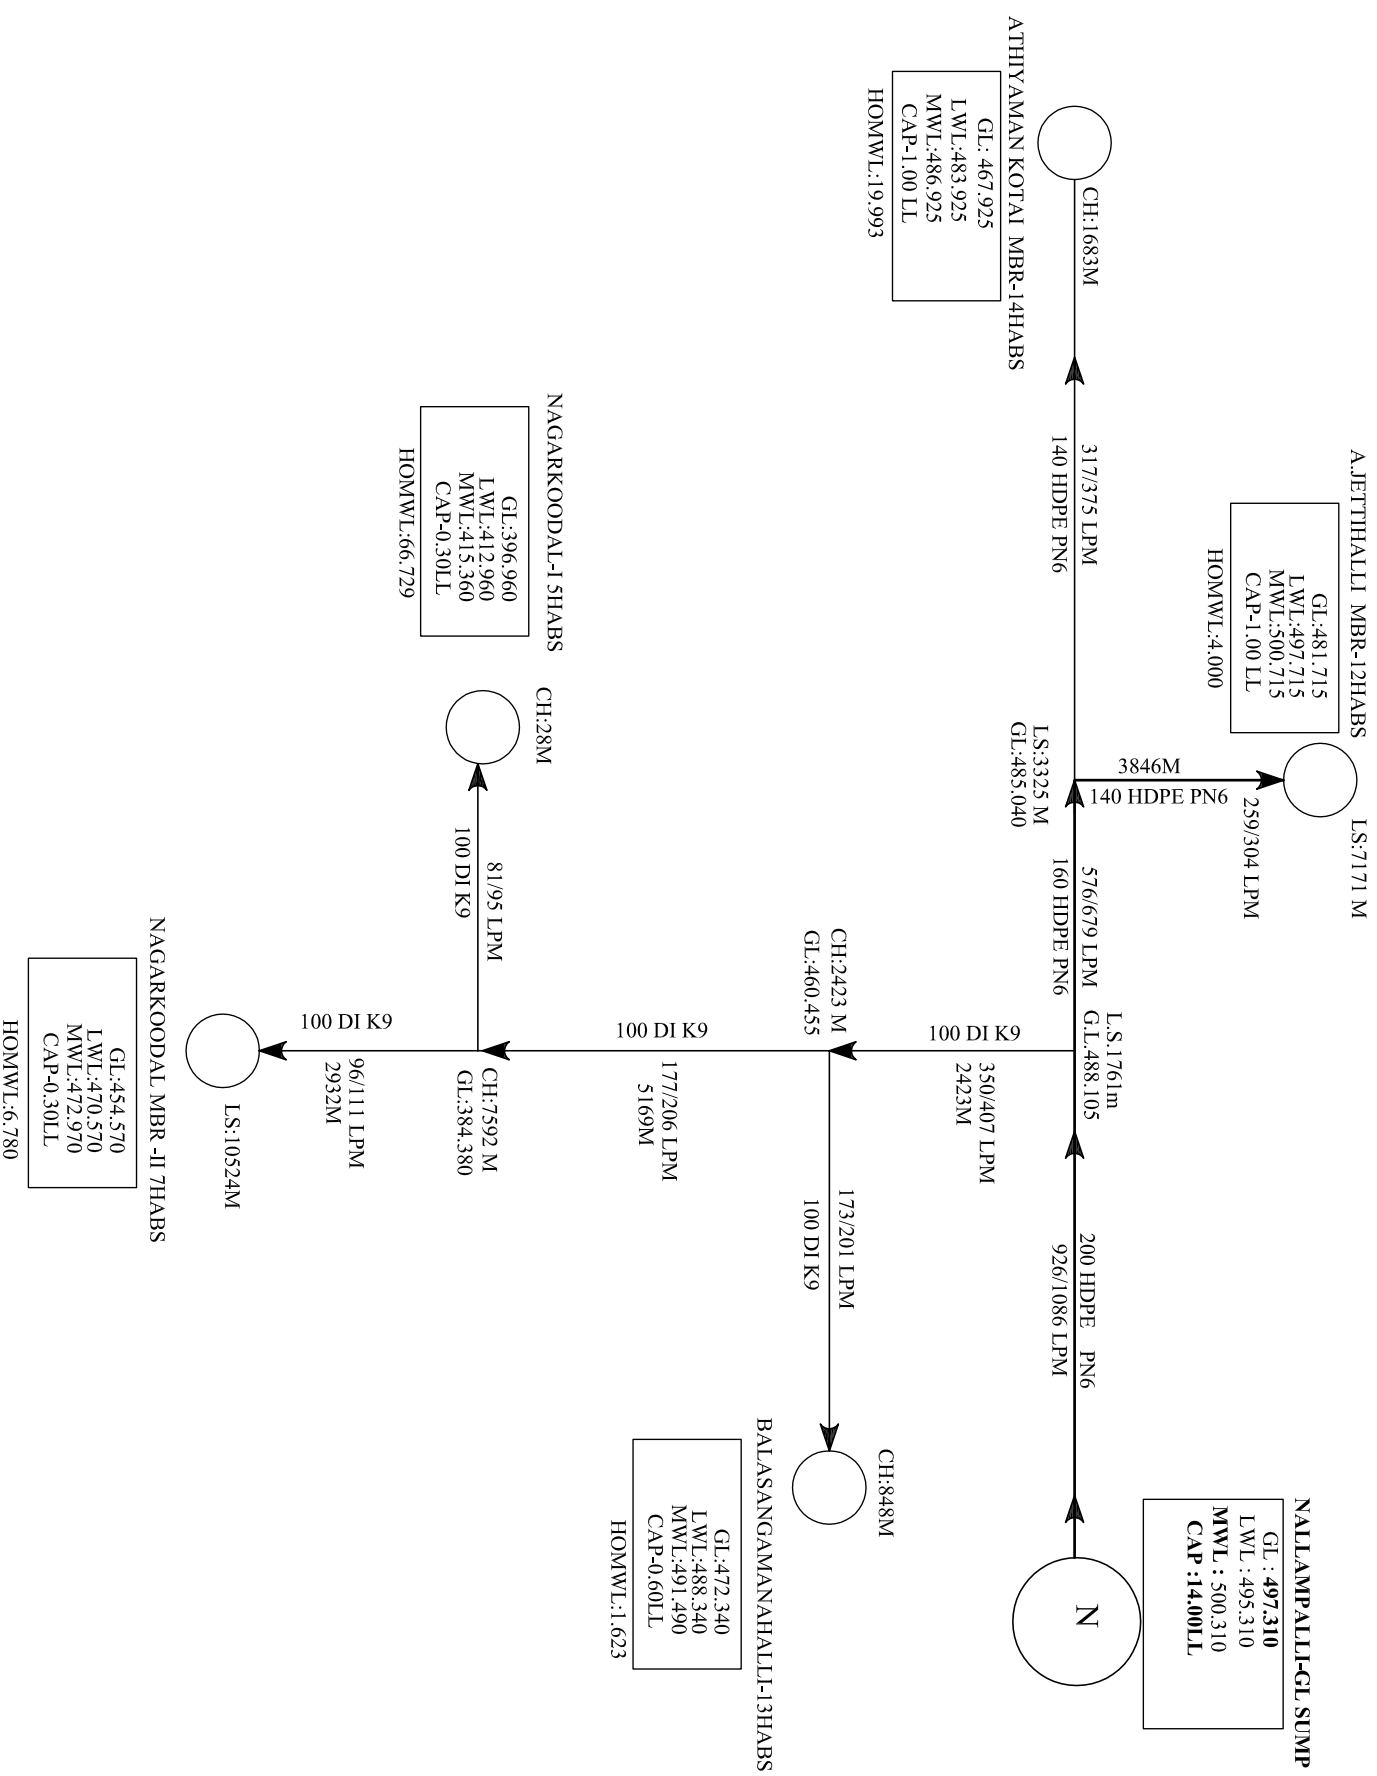 NALLAMPALLI-GL SUMP
GL : 497.310
LWL : 495.310
MWL : 500.310
CAP :14.00LL
N
200 HDPE PN6
926/1086 LPM
L.S.1761m
G.L.488.105
576/679 LPM
160 HDPE PN6
LS:3325 M
GL:485.040
A.JETTIHALLI MBR-12HABS
GL:481.715
LWL:497.715
MWL:500.715
CAP-1.00 LL
HOMWL:4.000
LS:7171 M
3846M
140 HDPE PN6
259/304 LPM
317/375 LPM
140 HDPE PN6
CH:1683M
ATHIYAMAN KOTAI MBR-14HABS
GL: 467.925
LWL:483.925
MWL:486.925
CAP-1.00 LL
HOMWL:19.993
100 DI K9
350/407 LPM
2423M
CH:2423 M
GL:460.455
173/201 LPM
100 DI K9
CH:848M
BALASANGAMANAHALLI-13HABS
GL:472.340
LWL:488.340
MWL:491.490
CAP-0.60LL
HOMWL:1.623
100 DI K9
177/206 LPM
5169M
CH:7592 M
GL:384.380
81/95 LPM
100 DI K9
CH:28M
NAGARKOODAL-I 5HABS
GL:396.960
LWL:412.960
MWL:415.360
CAP-0.30LL
HOMWL:66.729
100 DI K9
96/111 LPM
2932M
LS:10524M
NAGARKOODAL MBR -II 7HABS
GL:454.570
LWL:470.570
MWL:472.970
CAP-0.30LL
HOMWL:6.780